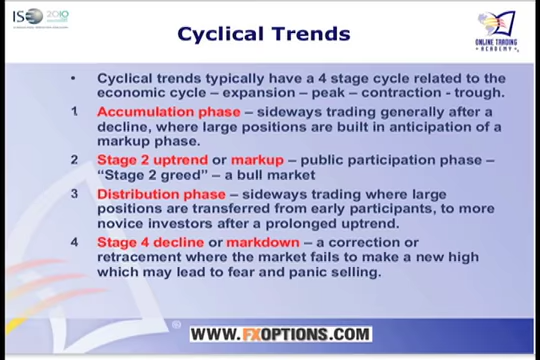 ISE 2010
ONLINE TRADING
ACADEMY
Cyclical Trends
• Cyclical trends typically have a 4 stage cycle related to the
economic cycle – expansion – peak – contraction - trough.
1 Accumulation phase – sideways trading generally after a
decline, where large positions are built in anticipation of a
markup phase.
2 Stage 2 uptrend or markup – public participation phase –
“Stage 2 greed” – a bull market
3 Distribution phase – sideways trading where large
positions are transferred from early participants, to more
novice investors after a prolonged uptrend.
4 Stage 4 decline or markdown – a correction or
retracement where the market fails to make a new high
which may lead to fear and panic selling.
®
WWW.FXOPTIONS.COM